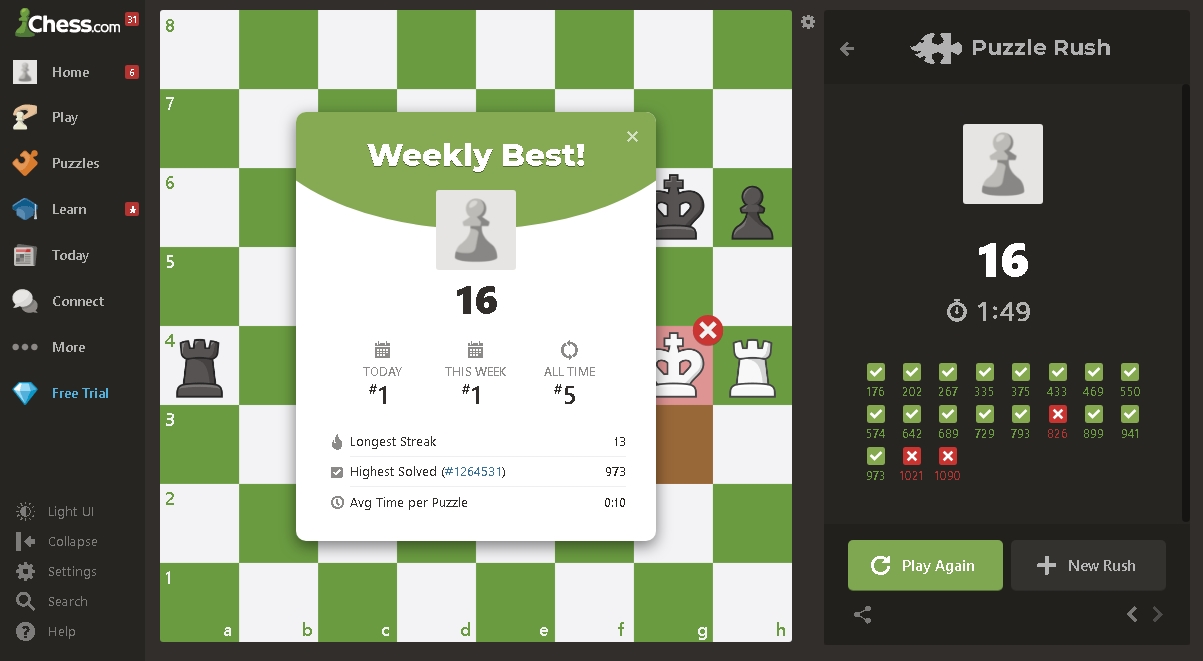 Chess.com 31
Home 6
Play
Puzzles
Learn
Today
Connect
More
Free Trial
Light UI
Collapse
Settings
Search
Help
8
7
6
5
4
3
2
1
a b c d e f g h
Weekly Best!
16
TODAY THIS WEEK ALL TIME
#1 #1 #5
Longest Streak 13
Highest Solved (#1264531) 973
Avg Time per Puzzle 0:10
Puzzle Rush
16
1:49
176 202 267 335 375 433 469 550
574 642 689 729 793 826 899 941
973 1021 1090
Play Again New Rush